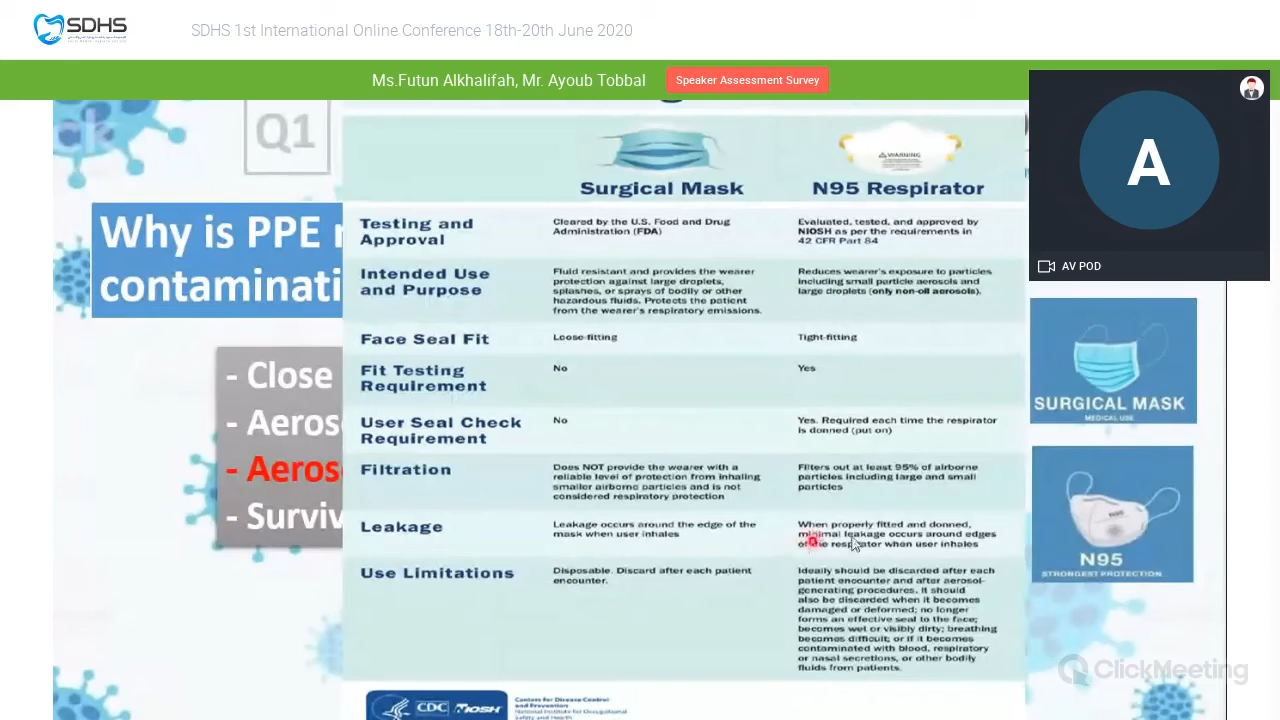 SDHS
SDHS 1st International Online Conference 18th-20th June 2020
Ms.Futun Alkhalifah, Mr. Ayoub Tobbal
Speaker Assessment Survey
A
AV POD
Q1
Why is PPE
contaminati
- Close
- Aeros
- Aeros
- Surviv
Surgical Mask
N95 Respirator
WARNING
Testing and
Approval
Cleared by the U.S. Food and Drug
Administration (FDA)
Evaluated, tested, and approved by
NIOSH as per the requirements in
42 CFR Part 84
Intended Use
and Purpose
Fluid resistant and provides the wearer
protection against large droplets,
splashes, or sprays of bodily or other
hazardous fluids. Protects the patient
from the wearer's respiratory emissions.
Reduces wearer's exposure to particles
including small particle aerosols and
large droplets (only non-oil aerosols).
Face Seal Fit
Loose-fitting
Tight-fitting
Fit Testing
Requirement
No
Yes
User Seal Check
Requirement
No
Yes. Required each time the respirator
is donned (put on)
Filtration
Does NOT provide the wearer with a
reliable level of protection from inhaling
smaller airborne particles and is not
considered respiratory protection
Filters out at least 95% of airborne
particles including large and small
particles
Leakage
Leakage occurs around the edge of the
mask when user inhales
When properly fitted and donned,
minimal leakage occurs around edges
of the respirator when user inhales
Use Limitations
Disposable. Discard after each patient
encounter.
Ideally should be discarded after each
patient encounter and after aerosol-
generating procedures. It should
also be discarded when it becomes
damaged or deformed; no longer
forms an effective seal to the face;
becomes wet or visibly dirty; breathing
becomes difficult; or if it becomes
contaminated with blood, respiratory
or nasal secretions, or other bodily
fluids from patients.
CDC
NIOSH
Centers for Disease Control
and Prevention
National Institute for Occupational
Safety and Health
SURGICAL MASK
MEDICAL USE
N95
N95
STRONGEST PROTECTION
ClickMeeting